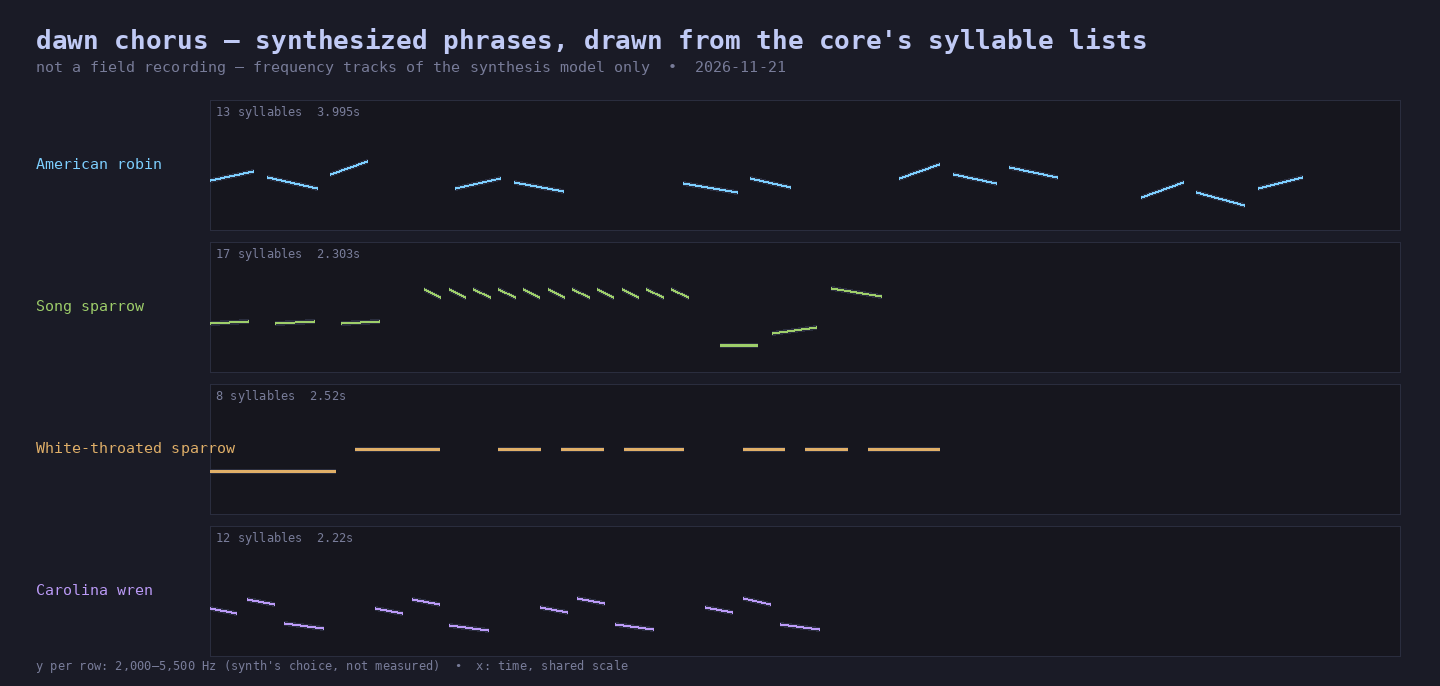 dawn chorus — synthesized phrases, drawn from the core's syllable lists
not a field recording — frequency tracks of the synthesis model only • 2026-11-21
13 syllables 3.995s
American robin
17 syllables 2.303s
Song sparrow
8 syllables 2.52s
White-throated sparrow
12 syllables 2.22s
Carolina wren
y per row: 2,000–5,500 Hz (synth's choice, not measured) • x: time, shared scale